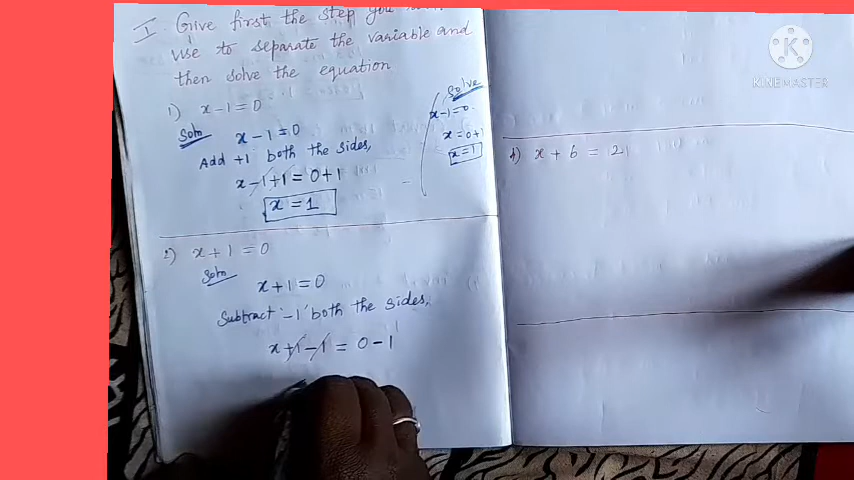 I Give first the step you
use to separate the variable and
then solve the equation
1) x-1=0
Soln x-1=0
Add +1 both the sides,
x-1+1=0+1
x=1
Solve
x-1=0
x=0+1
x=1
2) x+1=0
Soln
x+1=0
Subtract '-1' both the sides,
x+1-1=0-1
4) x+6=2
KINEMASTER